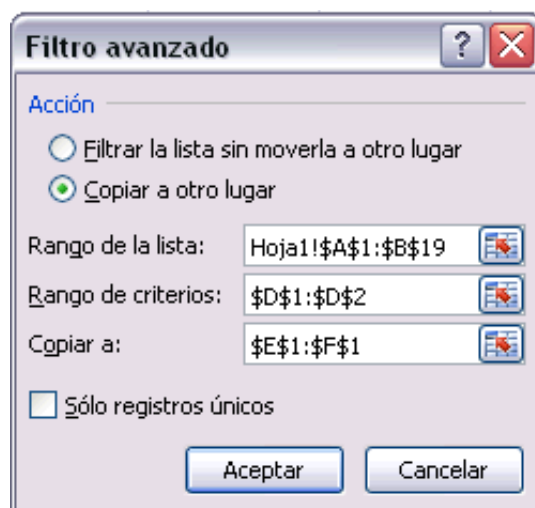 Filtro avanzado
Acción
Filtrar la lista sin moverla a otro lugar
Copiar a otro lugar
Rango de la lista: Hoja1!$A$1:$B$19
Rango de criterios: $D$1:$D$2
Copiar a: $E$1:$F$1
Sólo registros únicos
Aceptar Cancelar